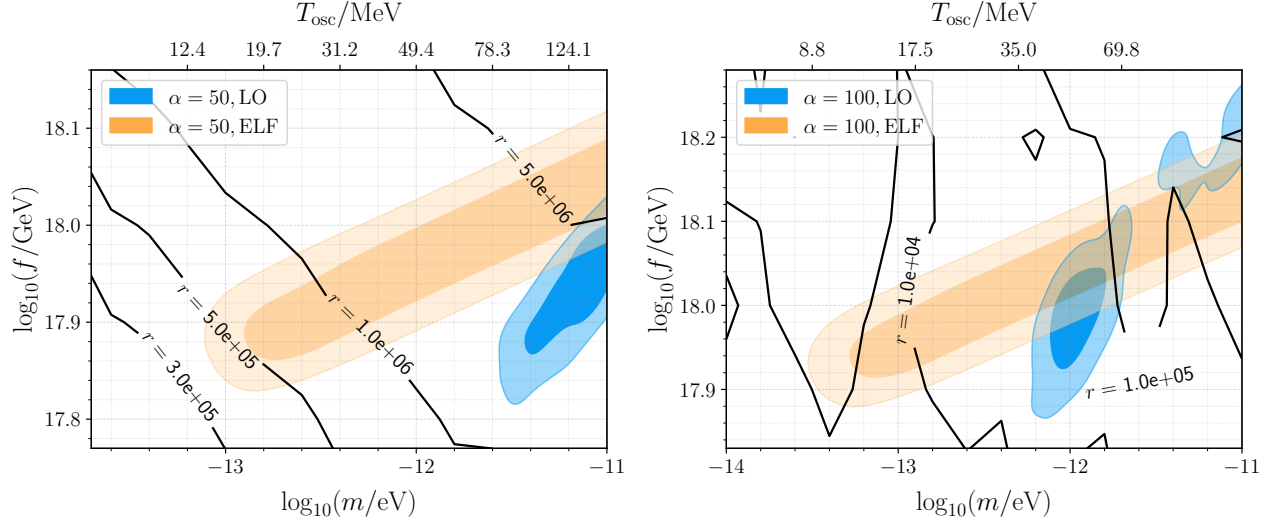 T_osc/MeV
12.4 19.7 31.2 49.4 78.3 124.1
α = 50, LO
α = 50, ELF
18.1
18.0
17.9
17.8
log₁₀(f/GeV)
r = 5.0e+06
r = 1.0e+06
r = 5.0e+05
r = 3.0e+05
−13 −12 −11
log₁₀(m/eV)
T_osc/MeV
8.8 17.5 35.0 69.8
α = 100, LO
α = 100, ELF
18.2
18.1
18.0
17.9
log₁₀(f/GeV)
r = 1.0e+04
r = 1.0e+05
−14 −13 −12 −11
log₁₀(m/eV)